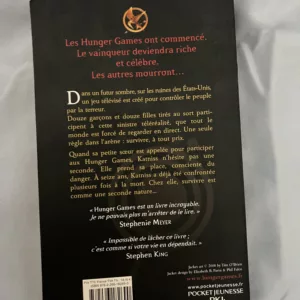 Les Hunger Games ont commencé.
Le vainqueur deviendra riche
et célèbre.
Les autres mourront…
Dans un futur sombre, sur les ruines des États-Unis,
un jeu télévisé est créé pour contrôler le peuple
par la terreur.
Douze garçons et douze filles tirés au sort parti-
cipent à cette sinistre téléréalité, que tout le monde
est forcé de regarder en direct. Une seule
règle dans l'arène : survivre, à tout prix.
Quand sa petite sœur est appelée pour participer
aux Hunger Games, Katniss n'hésite pas une
seconde. Elle prend sa place, consciente du
danger. À seize ans, Katniss a déjà été confrontée
plusieurs fois à la mort. Chez elle, survivre est
comme une seconde nature…
« Hunger Games est un livre incroyable.
Je ne pouvais plus m'arrêter de le lire. »
Stephenie MEYER
« Impossible de lâcher ce livre ;
c'est comme si votre vie en dépendait. »
Stephen KING
www.pocketjeunesse.fr
POCKET JEUNESSE
PKJ.